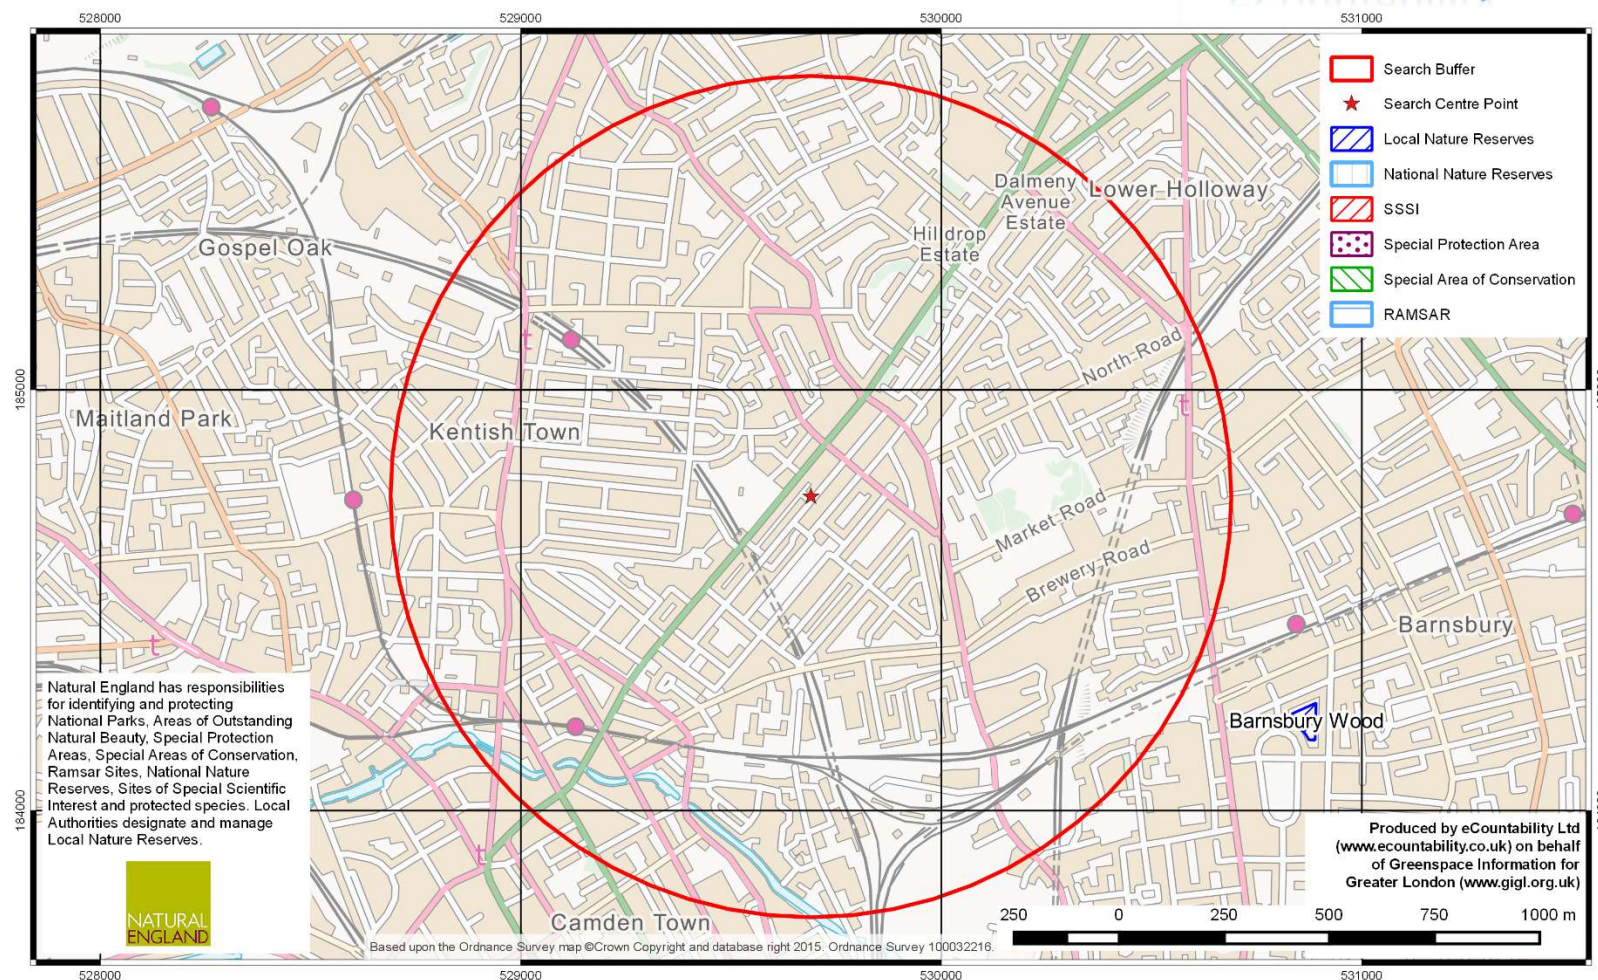 528000
529000
530000
531000
Search Buffer
Search Centre Point
Local Nature Reserves
National Nature Reserves
SSSI
Special Protection Area
Special Area of Conservation
RAMSAR
Dalmeny
Avenue
Estate
Lower Holloway
Hilldrop
Estate
Gospel Oak
t
North Road
185000
t
Maitland Park
Kentish Town
Market Road
Brewery Road
Barnsbury
t
Barnsbury Wood
Natural England has responsibilities
for identifying and protecting
National Parks, Areas of Outstanding
Natural Beauty, Special Protection
Areas, Special Areas of Conservation,
Ramsar Sites, National Nature
Reserves, Sites of Special Scientific
Interest and protected species. Local
Authorities designate and manage
Local Nature Reserves.
184000
t
NATURAL
ENGLAND
Camden Town
Produced by eCountability Ltd
(www.ecountability.co.uk) on behalf
of Greenspace Information for
Greater London (www.gigl.org.uk)
250 0 250 500 750 1000 m
Based upon the Ordnance Survey map ©Crown Copyright and database right 2015. Ordnance Survey 100032216.
528000
529000
530000
531000